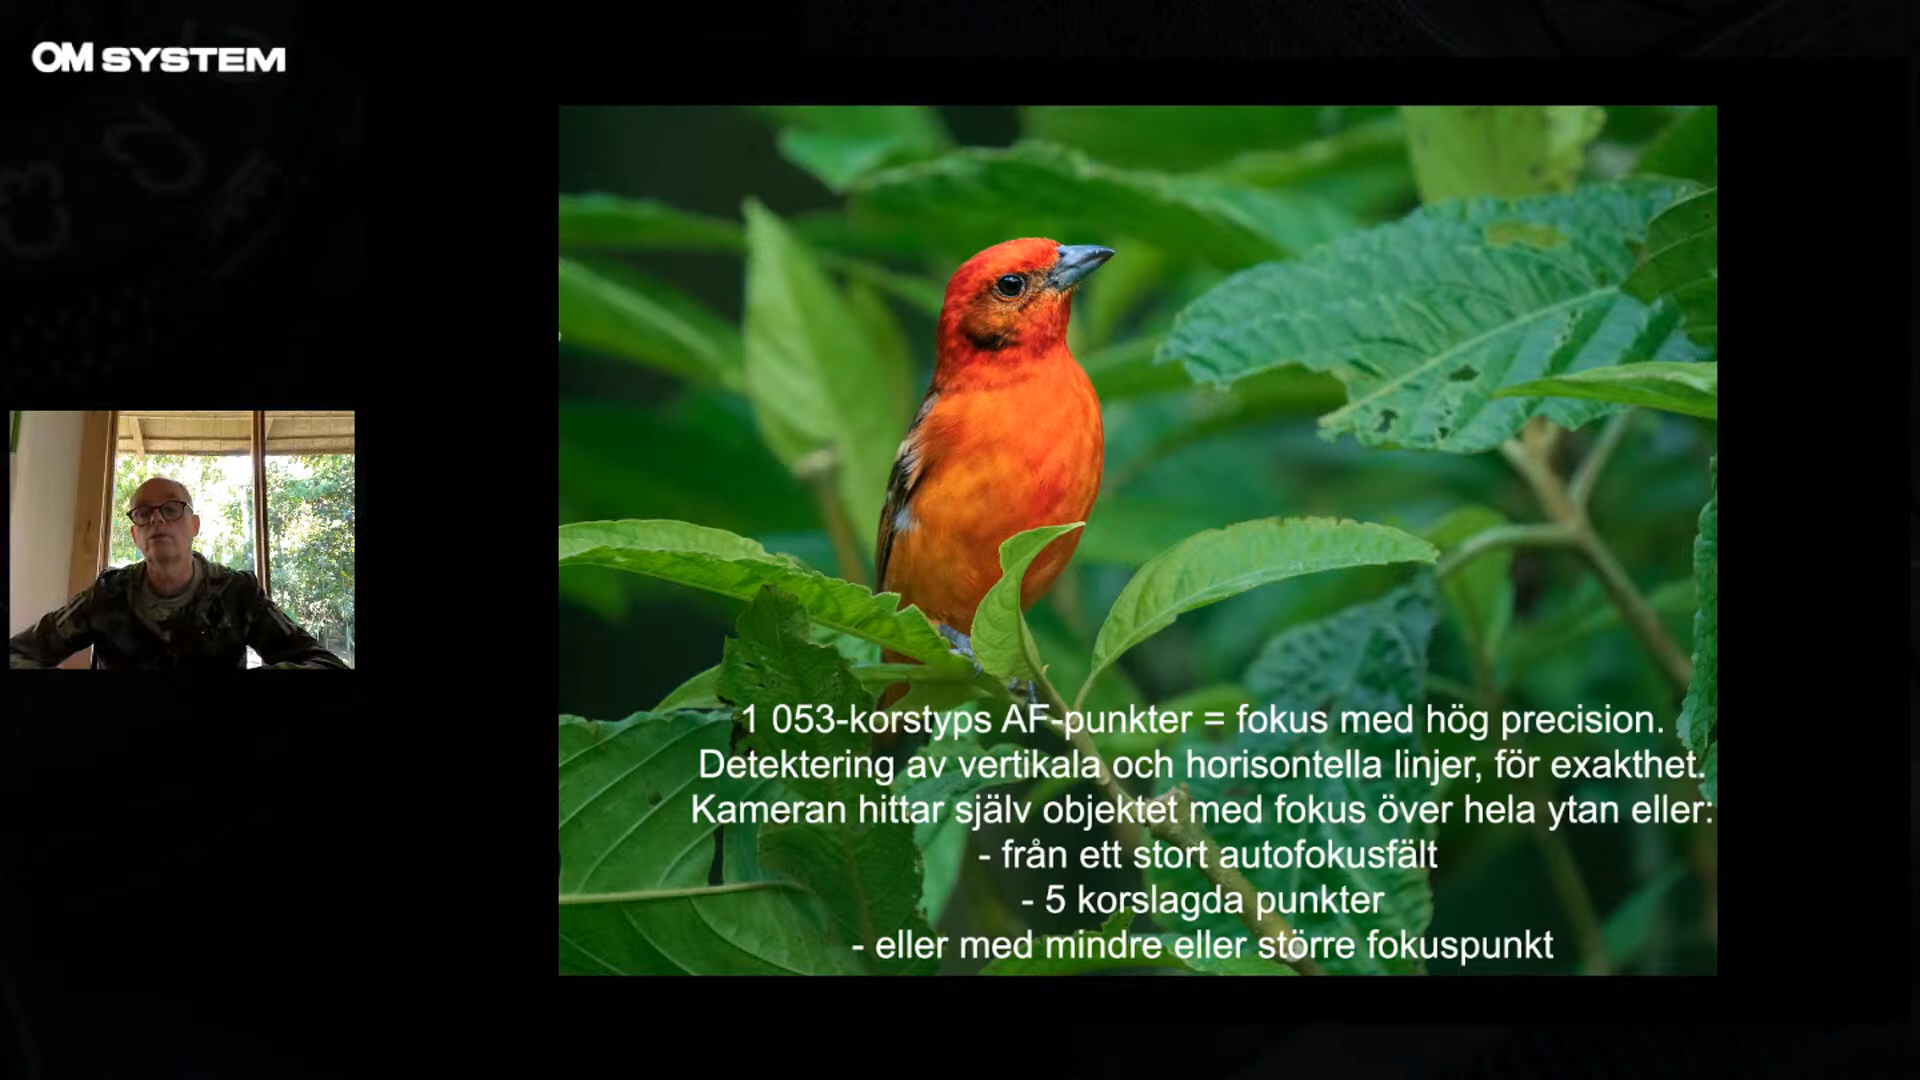 OM SYSTEM
C3
C2
1 053-korstyps AF-punkter = fokus med hög precision.
Detektering av vertikala och horisontella linjer, för exakthet.
Kameran hittar själv objektet med fokus över hela ytan eller:
- från ett stort autofokusfält
- 5 korslagda punkter
- eller med mindre eller större fokuspunkt